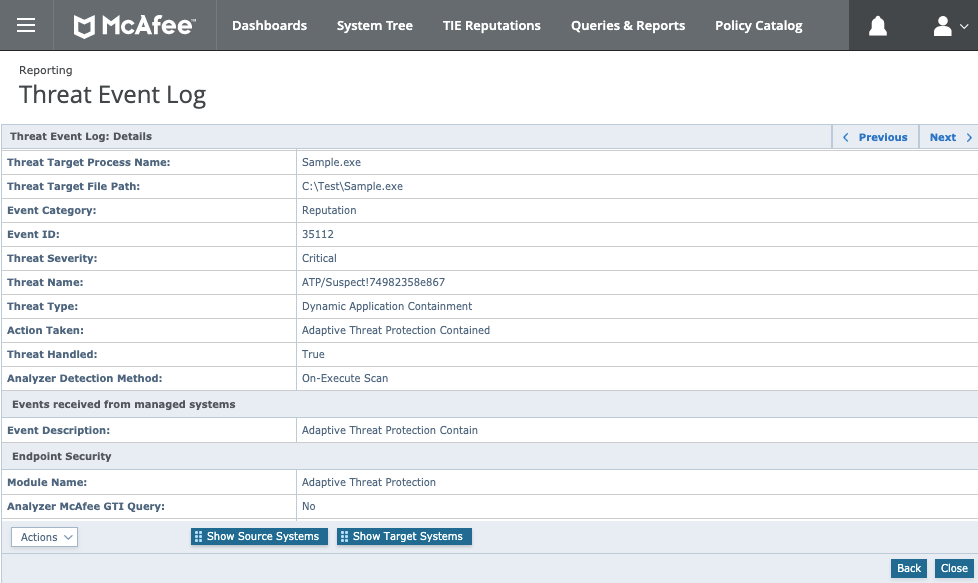 McAfee™ Dashboards System Tree TIE Reputations Queries & Reports Policy Catalog
Reporting
Threat Event Log
Threat Event Log: Details Previous Next
Threat Target Process Name: Sample.exe
Threat Target File Path: C:\Test\Sample.exe
Event Category: Reputation
Event ID: 35112
Threat Severity: Critical
Threat Name: ATP/Suspect!74982358e867
Threat Type: Dynamic Application Containment
Action Taken: Adaptive Threat Protection Contained
Threat Handled: True
Analyzer Detection Method: On-Execute Scan
Events received from managed systems
Event Description: Adaptive Threat Protection Contain
Endpoint Security
Module Name: Adaptive Threat Protection
Analyzer McAfee GTI Query: No
Actions Show Source Systems Show Target Systems
Back Close